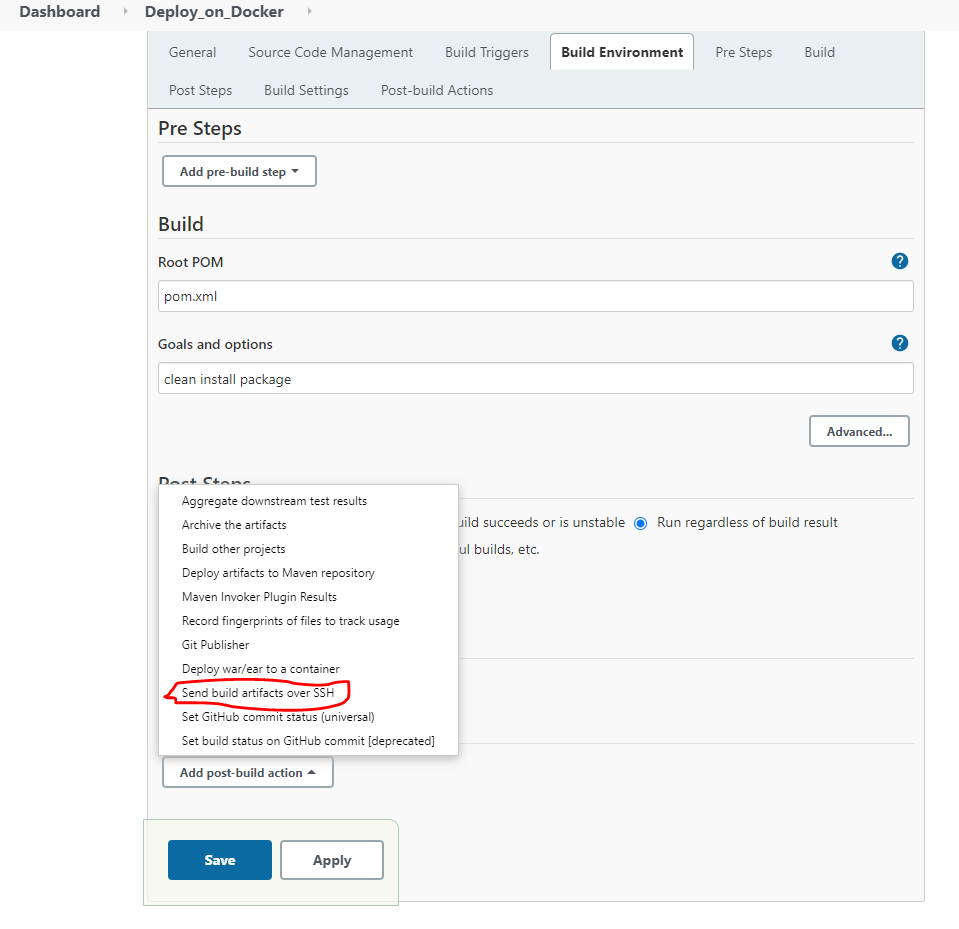 Dashboard Deploy_on_Docker
General Source Code Management Build Triggers Build Environment Pre Steps Build
Post Steps Build Settings Post-build Actions
Pre Steps
Add pre-build step
Build
Root POM
?
pom.xml
Goals and options
?
clean install package
Advanced...
Post Steps
Aggregate downstream test results
Archive the artifacts
Build other projects
Deploy artifacts to Maven repository
Maven Invoker Plugin Results
Record fingerprints of files to track usage
Git Publisher
Deploy war/ear to a container
Send build artifacts over SSH
Set GitHub commit status (universal)
Set build status on GitHub commit [deprecated]
succeeds or is unstable Run regardless of build result
builds, etc.
Add post-build action
Save Apply